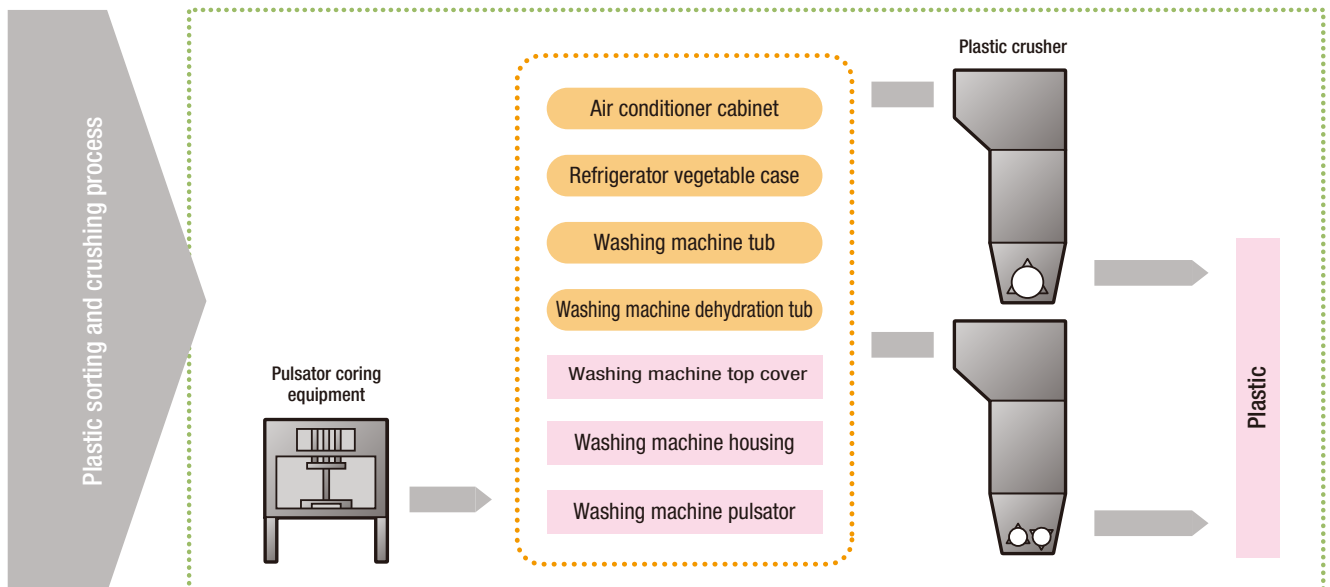 Plastic sorting and crushing process
Pulsator coring
equipment
Air conditioner cabinet
Refrigerator vegetable case
Washing machine tub
Washing machine dehydration tub
Washing machine top cover
Washing machine housing
Washing machine pulsator
Plastic crusher
Plastic